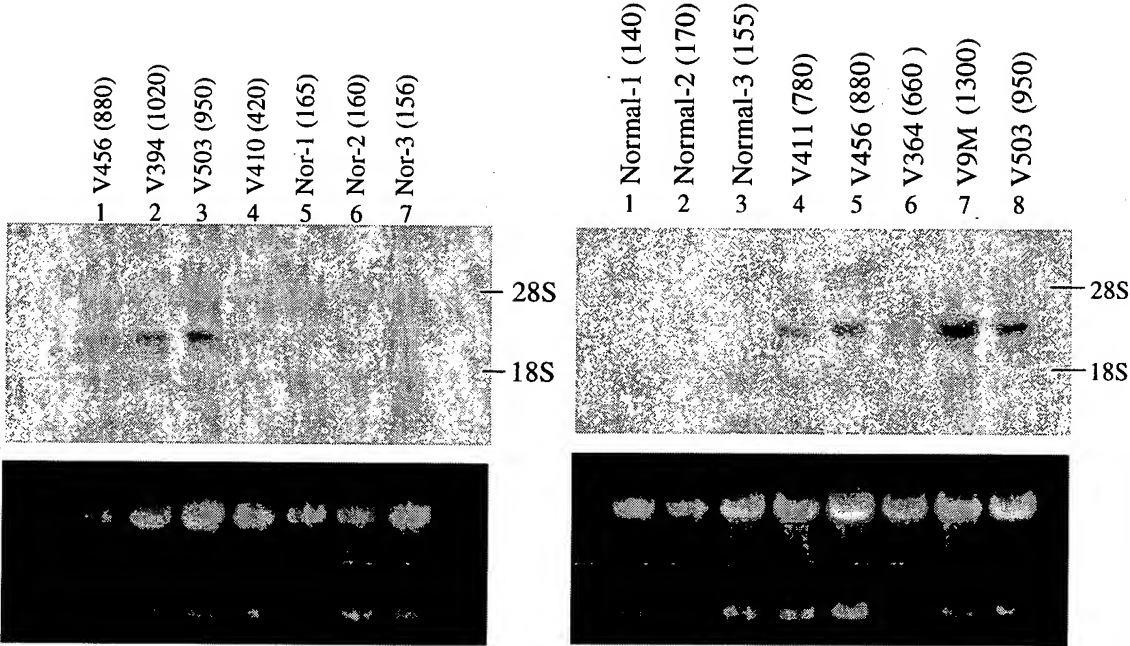 V456 (880)
V394 (1020)
V503 (950)
V410 (420)
Nor-1 (165)
Nor-2 (160)
Nor-3 (156)
1 2 3 4 5 6 7
28S
18S
Normal-1 (140)
Normal-2 (170)
Normal-3 (155)
V411 (780)
V456 (880)
V364 (660 )
V9M (1300)
V503 (950)
1 2 3 4 5 6 7 8
28S
18S